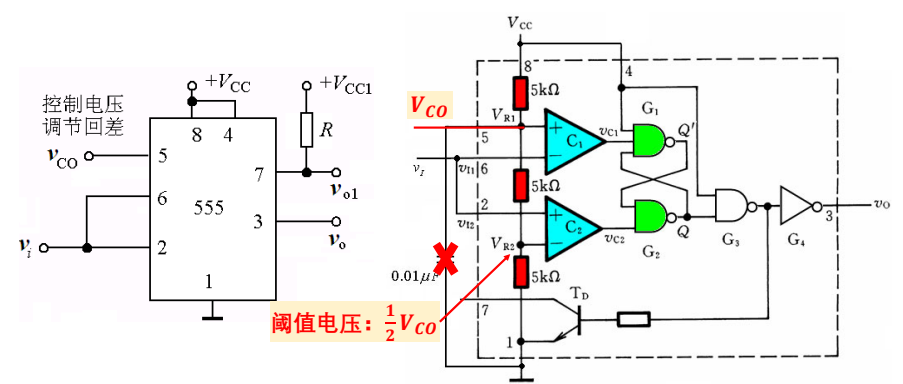 控制电压
调节回差
+VCC
+VCC1
R
8
4
vCO
5
7
vo1
6
555
3
vo
vi
2
1
VCC
8
4
5kΩ
G1
VCO
VR1
+
C1
vC1
Q'
5
−
vI
vI1
6
5kΩ
2
+
vI2
C2
vC2
G2
Q
G3
G4
3
vO
VR2
−
0.01μF
5kΩ
TD
7
阈值电压：1/2 VCO
1